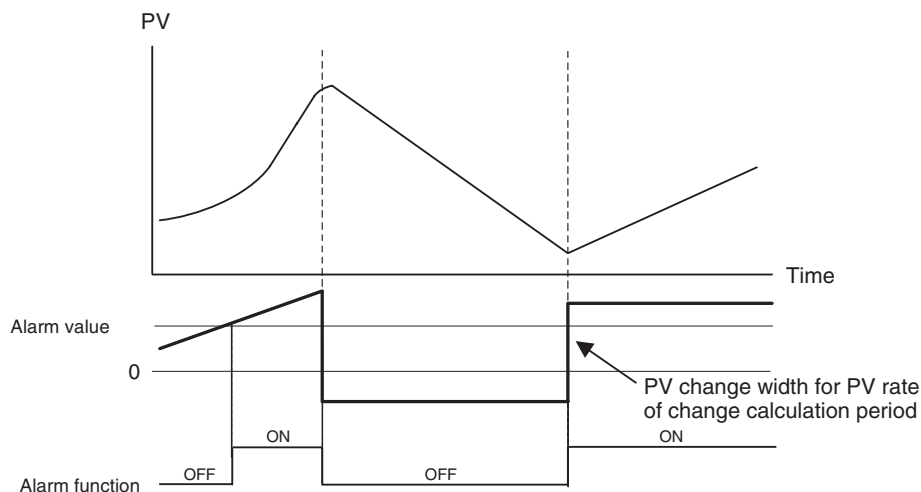 PV
Time
Alarm value
0
PV change width for PV rate
of change calculation period
ON
ON
OFF
OFF
Alarm function